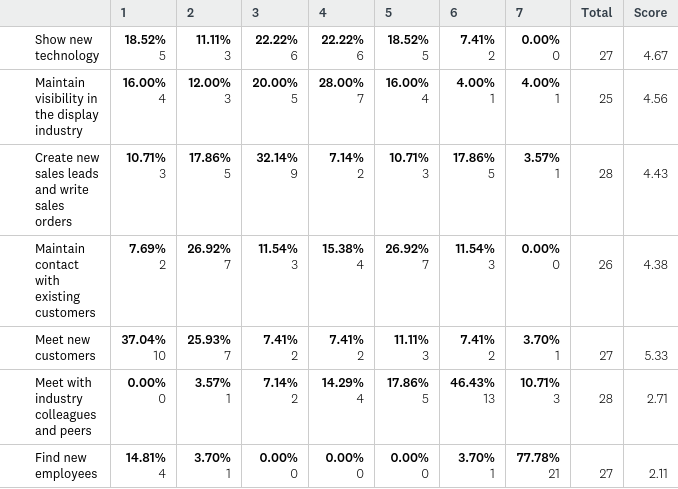 1 2 3 4 5 6 7 Total Score
Show new 18.52% 11.11% 22.22% 22.22% 18.52% 7.41% 0.00%
technology 5 3 6 6 5 2 0 27 4.67
Maintain 16.00% 12.00% 20.00% 28.00% 16.00% 4.00% 4.00%
visibility in 4 3 5 7 4 1 1 25 4.56
the display
industry
Create new 10.71% 17.86% 32.14% 7.14% 10.71% 17.86% 3.57%
sales leads 3 5 9 2 3 5 1 28 4.43
and write
sales
orders
Maintain 7.69% 26.92% 11.54% 15.38% 26.92% 11.54% 0.00%
contact 2 7 3 4 7 3 0 26 4.38
with
existing
customers
Meet new 37.04% 25.93% 7.41% 7.41% 11.11% 7.41% 3.70%
customers 10 7 2 2 3 2 1 27 5.33
Meet with 0.00% 3.57% 7.14% 14.29% 17.86% 46.43% 10.71%
industry 0 1 2 4 5 13 3 28 2.71
colleagues
and peers
Find new 14.81% 3.70% 0.00% 0.00% 0.00% 3.70% 77.78%
employees 4 1 0 0 0 1 21 27 2.11